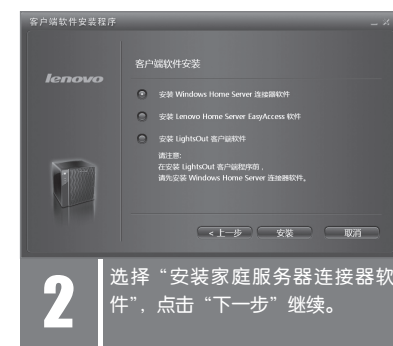 客户端软件安装程序
lenovo
客户端软件安装
安装 Windows Home Server 连接器软件
安装 Lenovo Home Server EasyAccess 软件
安装 LightsOut 客户端软件
请注意:
在安装 LightsOut 客户端程序前，
请先安装 Windows Home Server 连接器软件。
<上一步
安装
取消
2
选择“安装家庭服务器连接器软
件”，点击“下一步”继续。